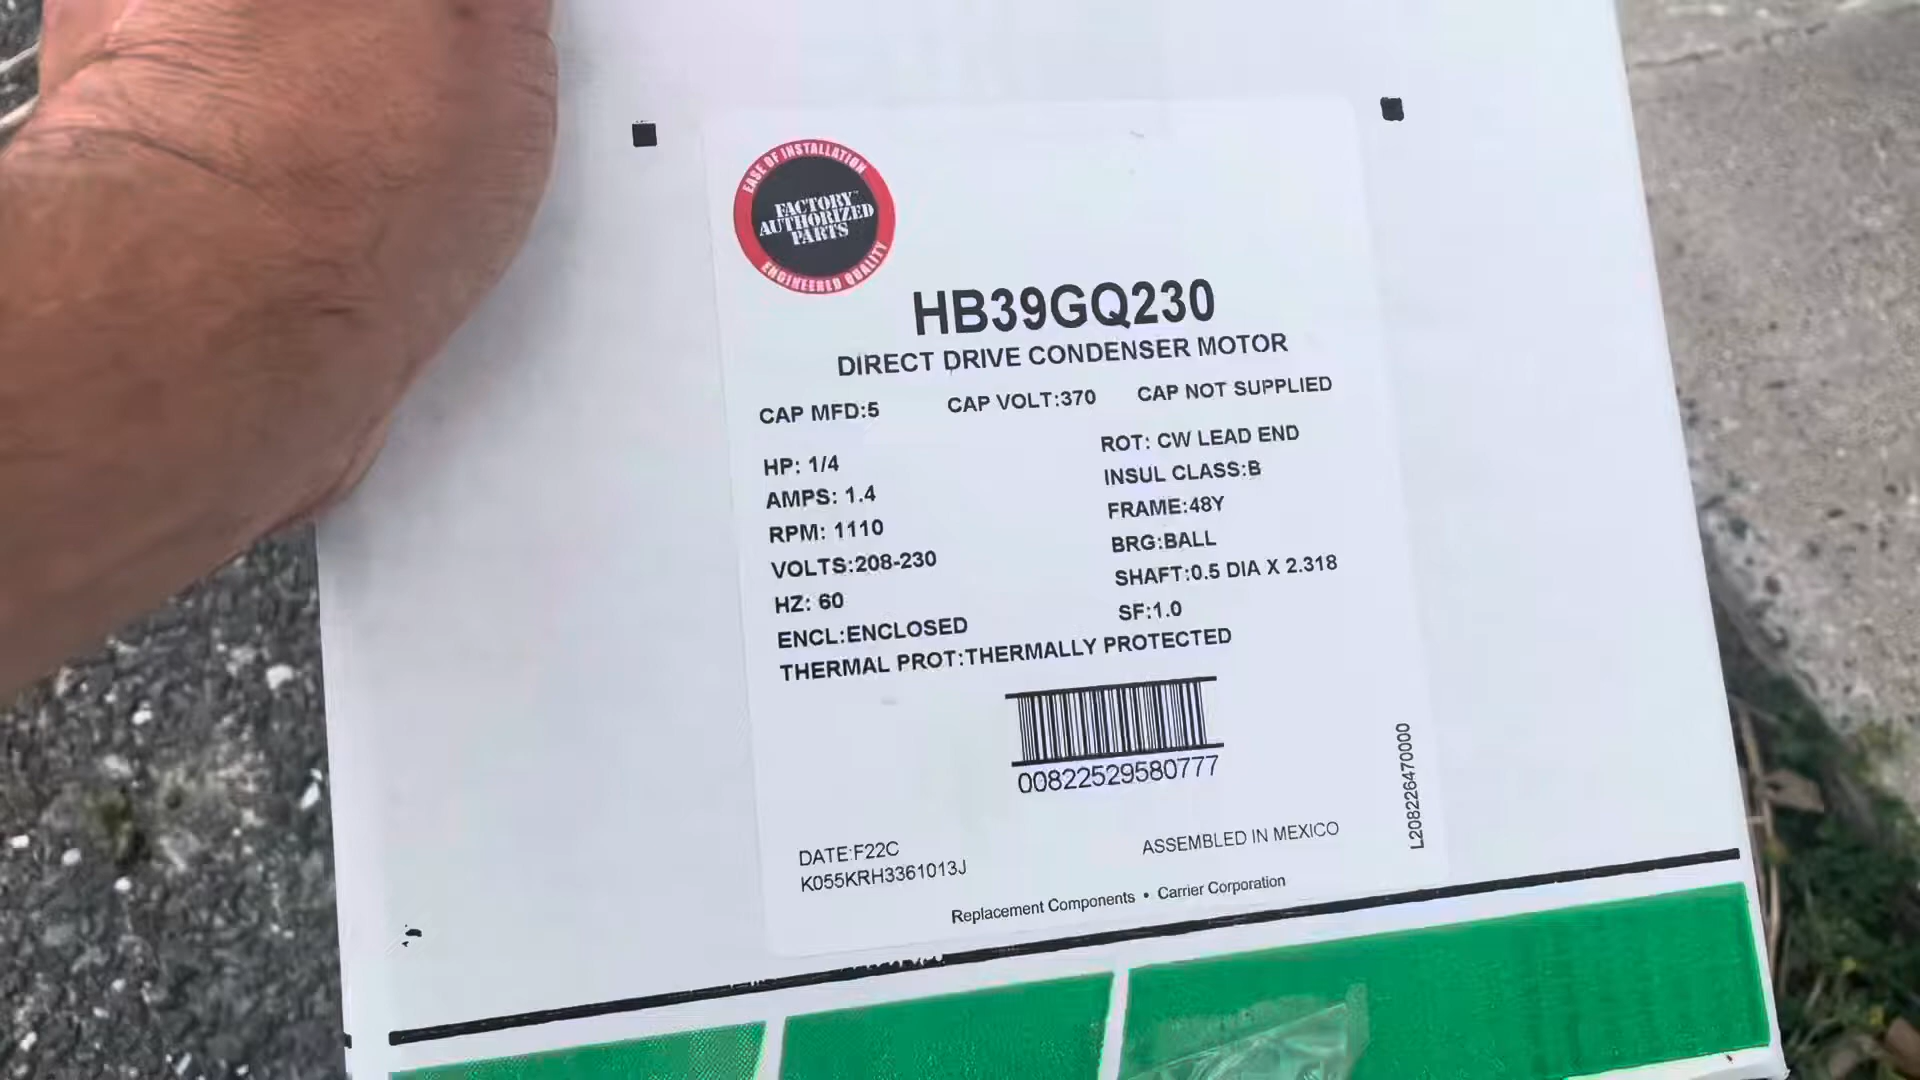 EASE OF INSTALLATION
FACTORY™
AUTHORIZED
PARTS
ENGINEERED QUALITY
HB39GQ230
DIRECT DRIVE CONDENSER MOTOR
CAP MFD:5 CAP VOLT:370 CAP NOT SUPPLIED
HP: 1/4
AMPS: 1.4
RPM: 1110
VOLTS:208-230
HZ: 60
ENCL:ENCLOSED
THERMAL PROT:THERMALLY PROTECTED
ROT: CW LEAD END
INSUL CLASS:B
FRAME:48Y
BRG:BALL
SHAFT:0.5 DIA X 2.318
SF:1.0
00822529580777
DATE:F22C
K055KRH3361013J
ASSEMBLED IN MEXICO
L208226470000
Replacement Components • Carrier Corporation